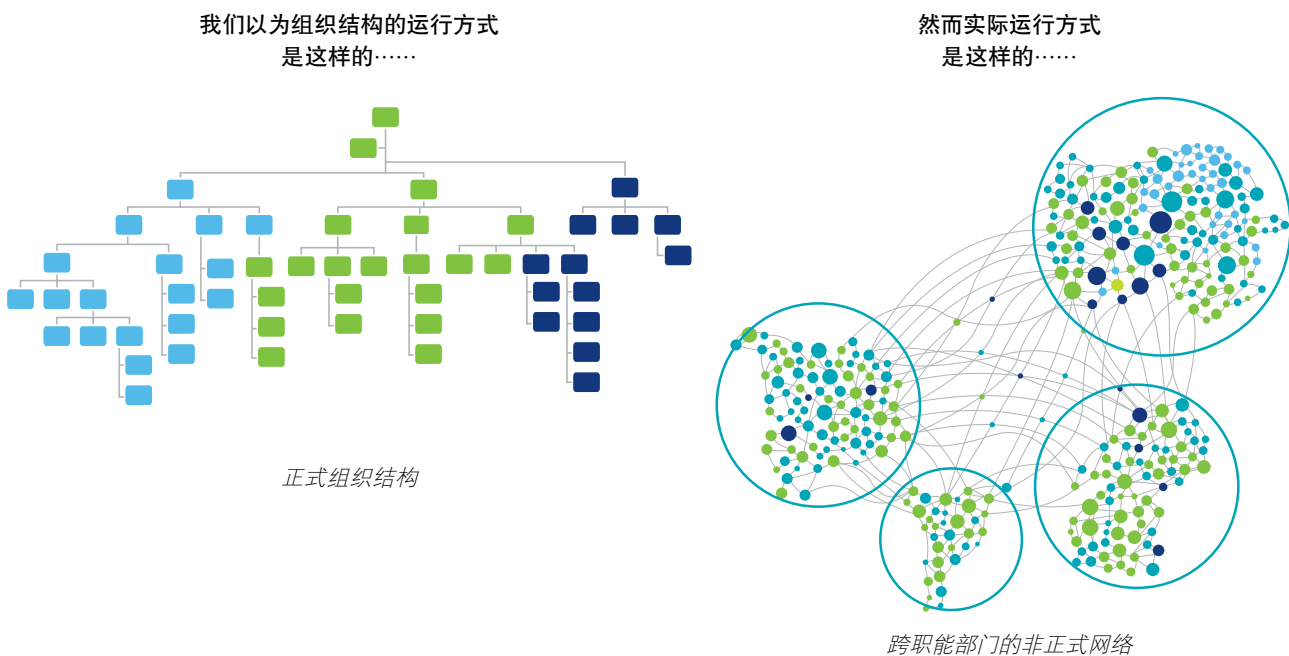 我们以为组织结构的运行方式
是这样的……
然而实际运行方式
是这样的……
正式组织结构
跨职能部门的非正式网络